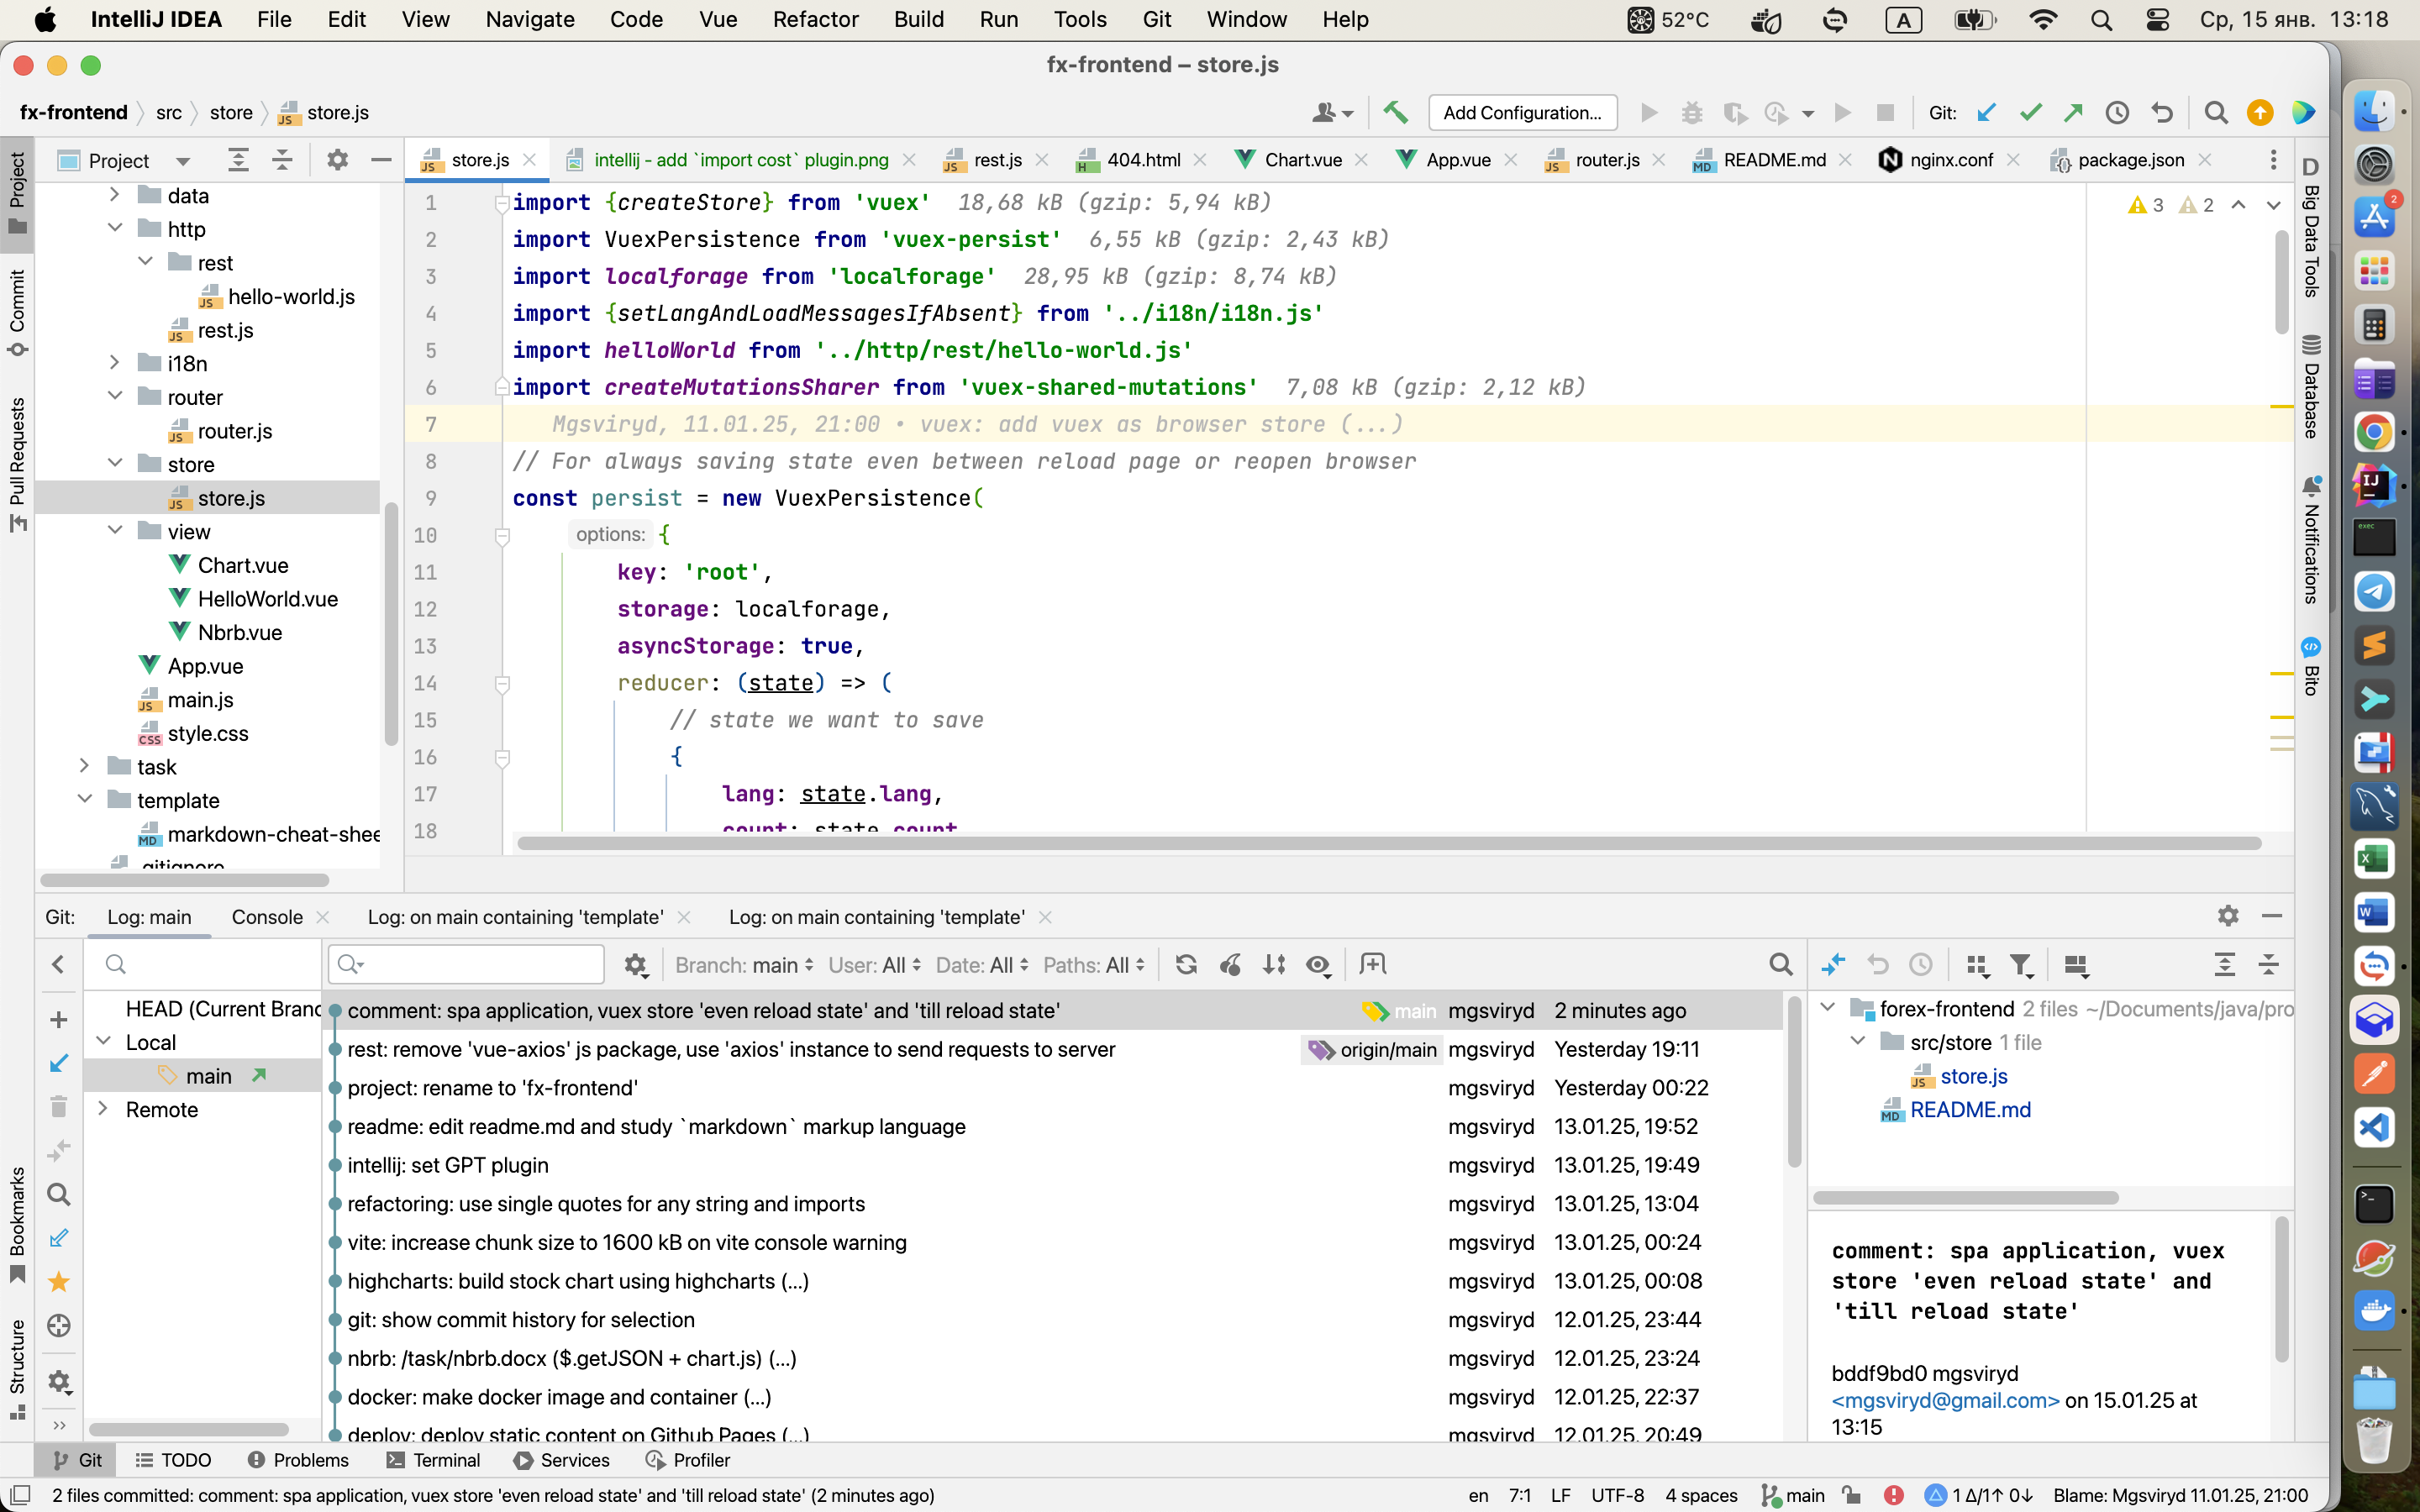 IntelliJ IDEA File Edit View Navigate Code Vue Refactor Build Run Tools Git Window Help 52°C A Ср, 15 янв. 13:18
fx-frontend – store.js
fx-frontend src store store.js Add Configuration... Git:
Project
store.js intellij - add `import cost` plugin.png rest.js 404.html Chart.vue App.vue router.js README.md nginx.conf package.json
Project
Commit
Pull Requests
Bookmarks
Structure
data
http
rest
hello-world.js
rest.js
i18n
router
router.js
store
store.js
view
Chart.vue
HelloWorld.vue
Nbrb.vue
App.vue
main.js
style.css
task
template
markdown-cheat-shee
.gitignore
1 import {createStore} from 'vuex' 18,68 kB (gzip: 5,94 kB)
2 import VuexPersistence from 'vuex-persist' 6,55 kB (gzip: 2,43 kB)
3 import localforage from 'localforage' 28,95 kB (gzip: 8,74 kB)
4 import {setLangAndLoadMessagesIfAbsent} from '../i18n/i18n.js'
5 import helloWorld from '../http/rest/hello-world.js'
6 import createMutationsSharer from 'vuex-shared-mutations' 7,08 kB (gzip: 2,12 kB)
7 Mgsviryd, 11.01.25, 21:00 • vuex: add vuex as browser store (...)
8 // For always saving state even between reload page or reopen browser
9 const persist = new VuexPersistence(
10 options: {
11 key: 'root',
12 storage: localforage,
13 asyncStorage: true,
14 reducer: (state) => (
15 // state we want to save
16 {
17 lang: state.lang,
18 count: state.count
3 2
D Big Data Tools
Database
Notifications
Bito
2
Git: Log: main Console Log: on main containing 'template' Log: on main containing 'template'
Branch: main User: All Date: All Paths: All
HEAD (Current Branc
Local
main
Remote
comment: spa application, vuex store 'even reload state' and 'till reload state' main mgsviryd 2 minutes ago
rest: remove 'vue-axios' js package, use 'axios' instance to send requests to server origin/main mgsviryd Yesterday 19:11
project: rename to 'fx-frontend' mgsviryd Yesterday 00:22
readme: edit readme.md and study `markdown` markup language mgsviryd 13.01.25, 19:52
intellij: set GPT plugin mgsviryd 13.01.25, 19:49
refactoring: use single quotes for any string and imports mgsviryd 13.01.25, 13:04
vite: increase chunk size to 1600 kB on vite console warning mgsviryd 13.01.25, 00:24
highcharts: build stock chart using highcharts (...) mgsviryd 13.01.25, 00:08
git: show commit history for selection mgsviryd 12.01.25, 23:44
nbrb: /task/nbrb.docx ($.getJSON + chart.js) (...) mgsviryd 12.01.25, 23:24
docker: make docker image and container (...) mgsviryd 12.01.25, 22:37
deploy: deploy static content on Github Pages (...) mgsviryd 12.01.25, 20:49
forex-frontend 2 files ~/Documents/java/pro
src/store 1 file
store.js
README.md
comment: spa application, vuex
store 'even reload state' and
'till reload state'
bddf9bd0 mgsviryd
<mgsviryd@gmail.com> on 15.01.25 at
13:15
Git TODO Problems Terminal Services Profiler
2 files committed: comment: spa application, vuex store 'even reload state' and 'till reload state' (2 minutes ago) en 7:1 LF UTF-8 4 spaces main 1 Δ/1↑ 0↓ Blame: Mgsviryd 11.01.25, 21:00